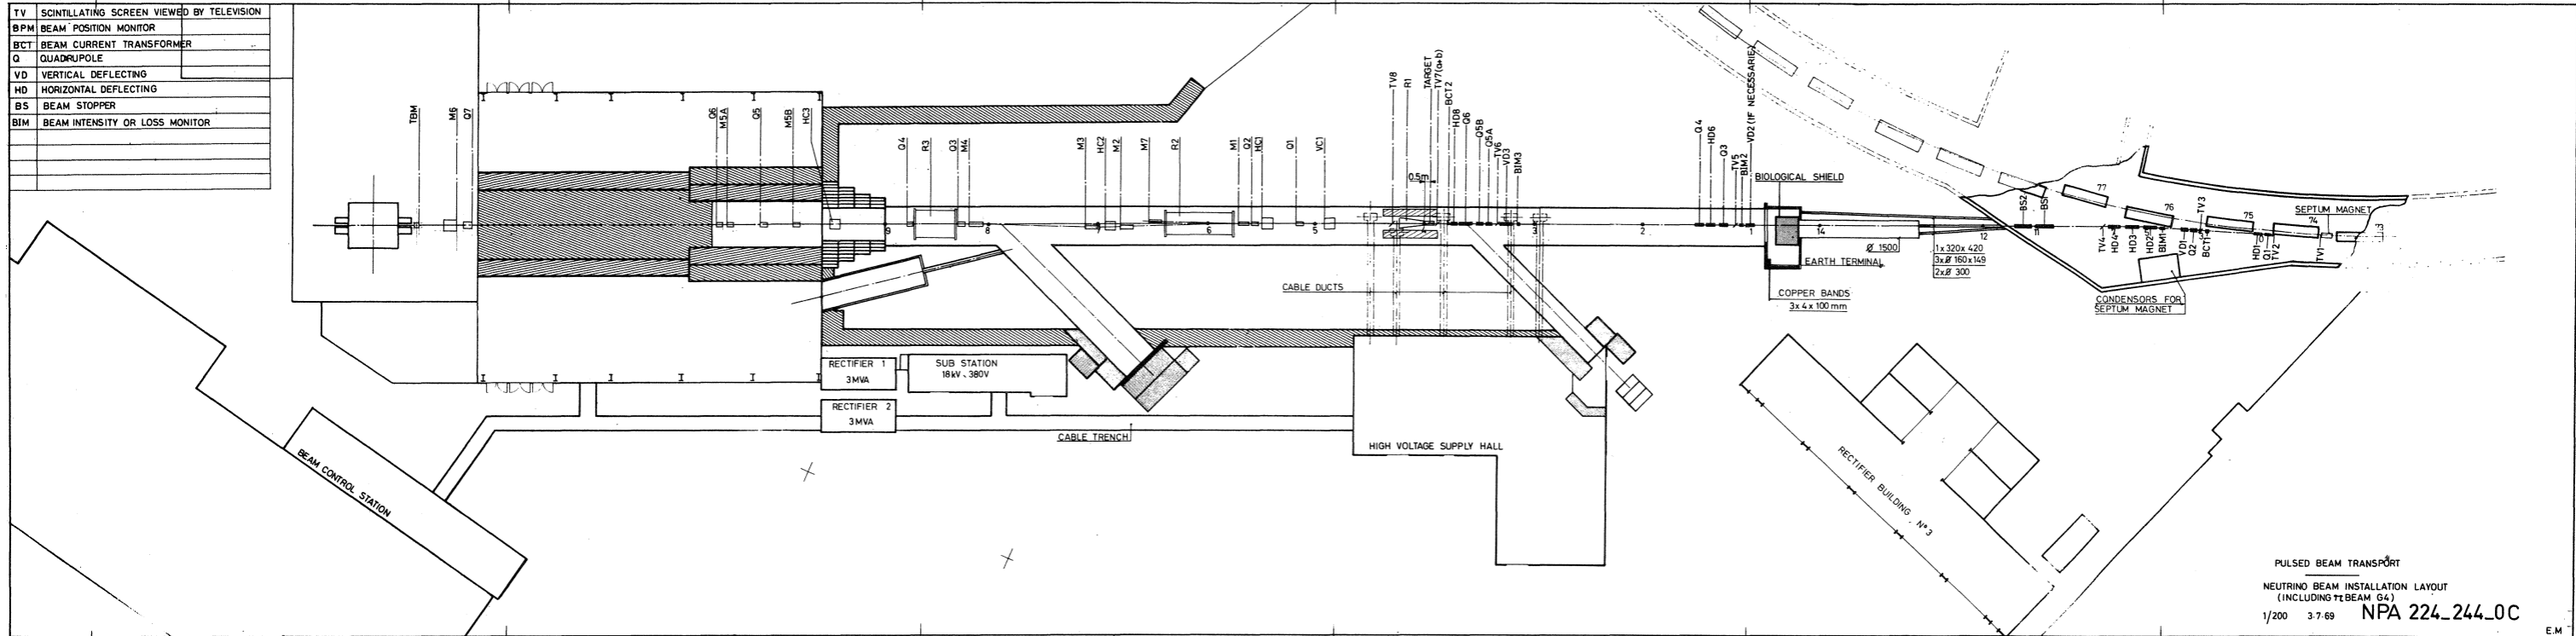 TV SCINTILLATING SCREEN VIEWED BY TELEVISION
BPM BEAM POSITION MONITOR
BCT BEAM CURRENT TRANSFORMER
Q QUADRUPOLE
VD VERTICAL DEFLECTING
HD HORIZONTAL DEFLECTING
BS BEAM STOPPER
BIM BEAM INTENSITY OR LOSS MONITOR
TBM
M6
Q7
Q6
M5A
Q5
M5B
HC3
Q4
R3
Q3
M4
M3
HC2
M2
M7
R2
M1
Q2
HC1
Q1
VC1
TV8
R1
TARGET
TV7(a+b)
BCT 2
HD8
Q6
Q5B
Q5A
TV6
VD3
BIM3
0.5m
Q4
HD6
Q3
TV5
BIM2
VD2 (IF NECESSARIE)
BIOLOGICAL SHIELD
9
8
7
6
5
4
3
2
1
14
12
11
Ø 1500
EARTH TERMINAL
1 x 320x 420
3xØ 160x149
2xØ 300
COPPER BANDS
3x 4 x 100 mm
BS2
BS1
77
76
75
74
TV3
SEPTUM MAGNET
TV4
HD4
HD3
HD2
BIM1
VD1
Q2
BCT1
HD1
Q1
TV2
TV1
CONDENSORS FOR
SEPTUM MAGNET
CABLE DUCTS
RECTIFIER 1
3MVA
SUB STATION
18kV - 380V
RECTIFIER 2
3MVA
CABLE TRENCH
HIGH VOLTAGE SUPPLY HALL
BEAM CONTROL STATION
RECTIFIER BUILDING N°3
PULSED BEAM TRANSPORT
NEUTRINO BEAM INSTALLATION LAYOUT
(INCLUDING π BEAM G4)
1/200 3·7·69 NPA 224_244_0C
E.M